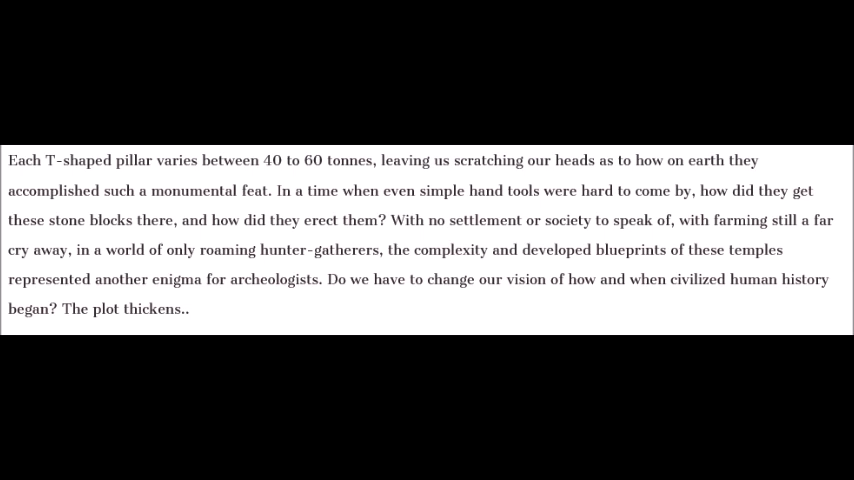 Each T-shaped pillar varies between 40 to 60 tonnes, leaving us scratching our heads as to how on earth they
accomplished such a monumental feat. In a time when even simple hand tools were hard to come by, how did they get
these stone blocks there, and how did they erect them? With no settlement or society to speak of, with farming still a far
cry away, in a world of only roaming hunter-gatherers, the complexity and developed blueprints of these temples
represented another enigma for archeologists. Do we have to change our vision of how and when civilized human history
began? The plot thickens..